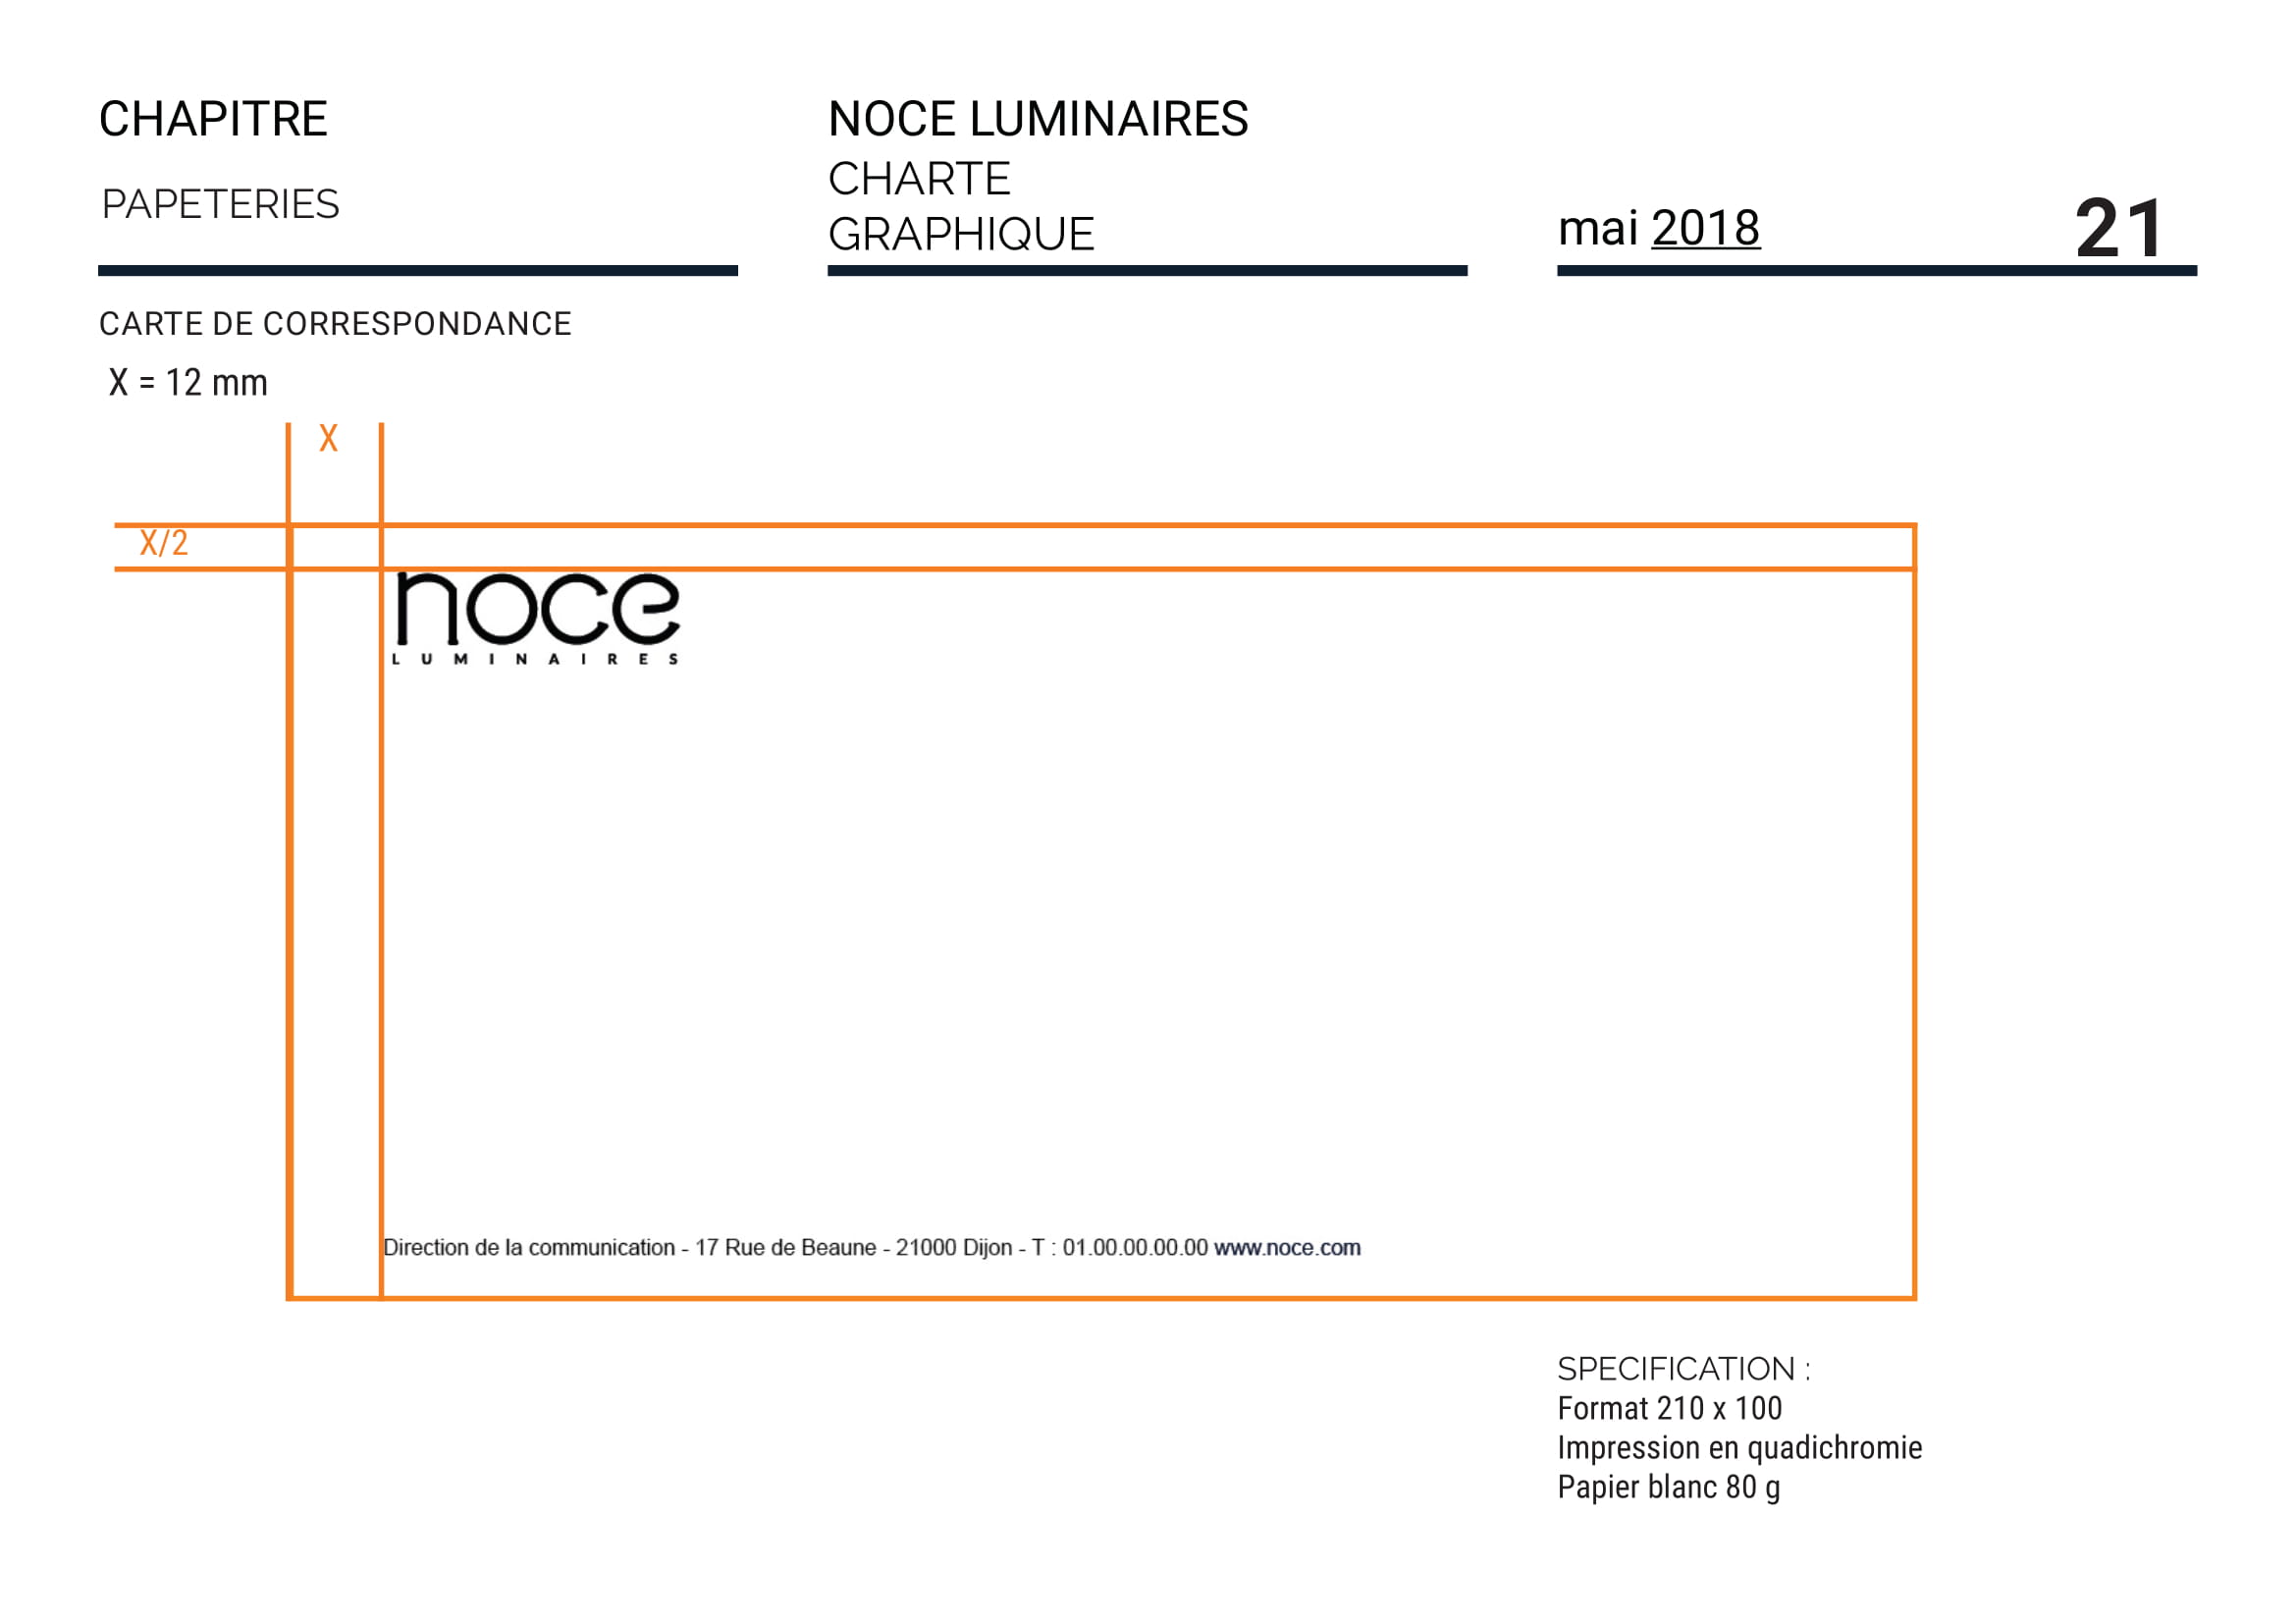 CHAPITRE
PAPETERIES
NOCE LUMINAIRES
CHARTE
GRAPHIQUE
mai 2018
21
CARTE DE CORRESPONDANCE
X = 12 mm
X
X/2
noce
LUMINAIRES
Direction de la communication - 17 Rue de Beaune - 21000 Dijon - T : 01.00.00.00.00 www.noce.com
SPECIFICATION :
Format 210 x 100
Impression en quadichromie
Papier blanc 80 g